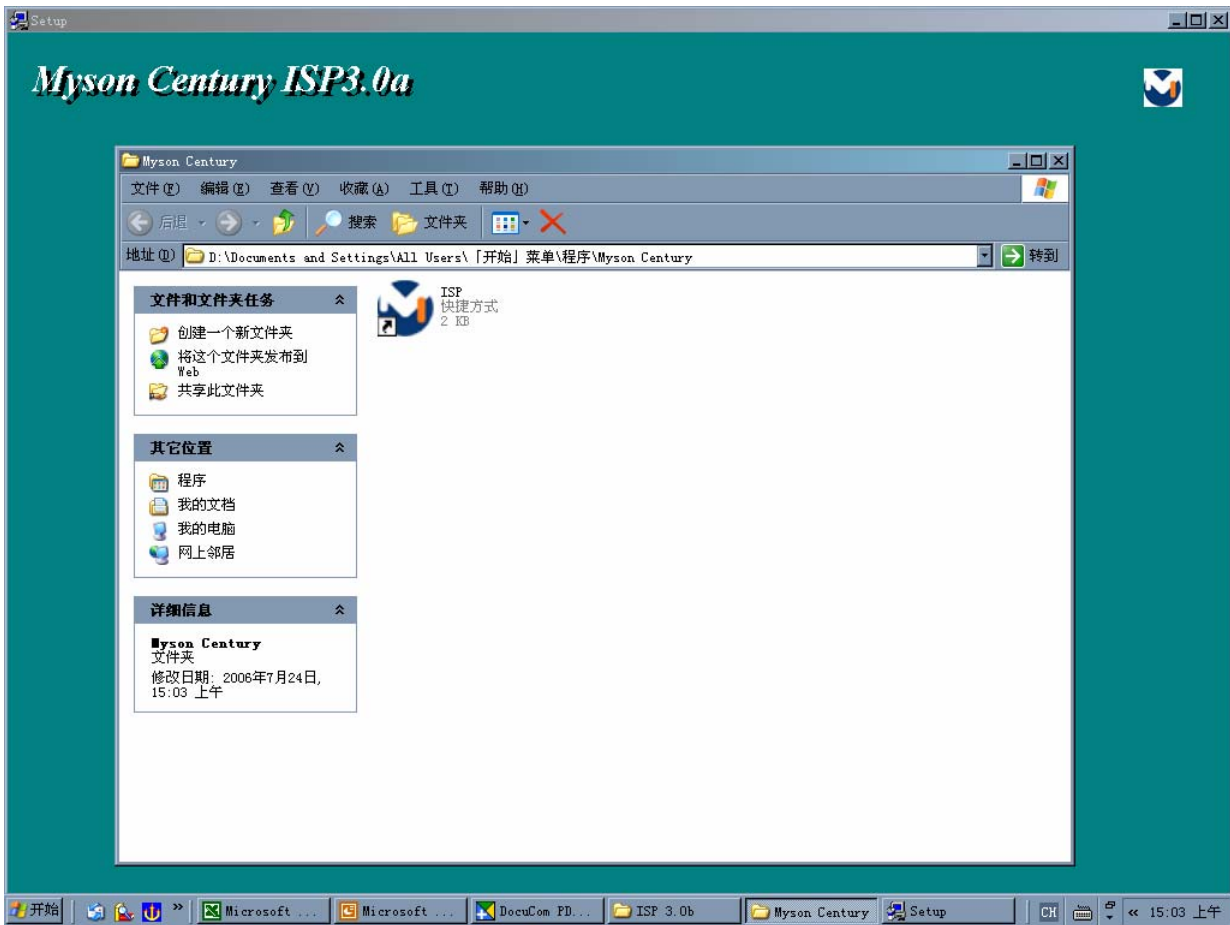 Setup
Myson Century ISP3.0a
Myson Century
文件(F) 编辑(E) 查看(V) 收藏(A) 工具(T) 帮助(H)
后退 搜索 文件夹
地址(D) D:\Documents and Settings\All Users\「开始」菜单\程序\Myson Century 转到
文件和文件夹任务
创建一个新文件夹
将这个文件夹发布到
Web
共享此文件夹
其它位置
程序
我的文档
我的电脑
网上邻居
详细信息
Myson Century
文件夹
修改日期: 2006年7月24日,
15:03 上午
ISP
快捷方式
2 KB
开始 » Microsoft ... Microsoft ... DocuCom PD... ISP 3.0b Myson Century Setup CH « 15:03 上午